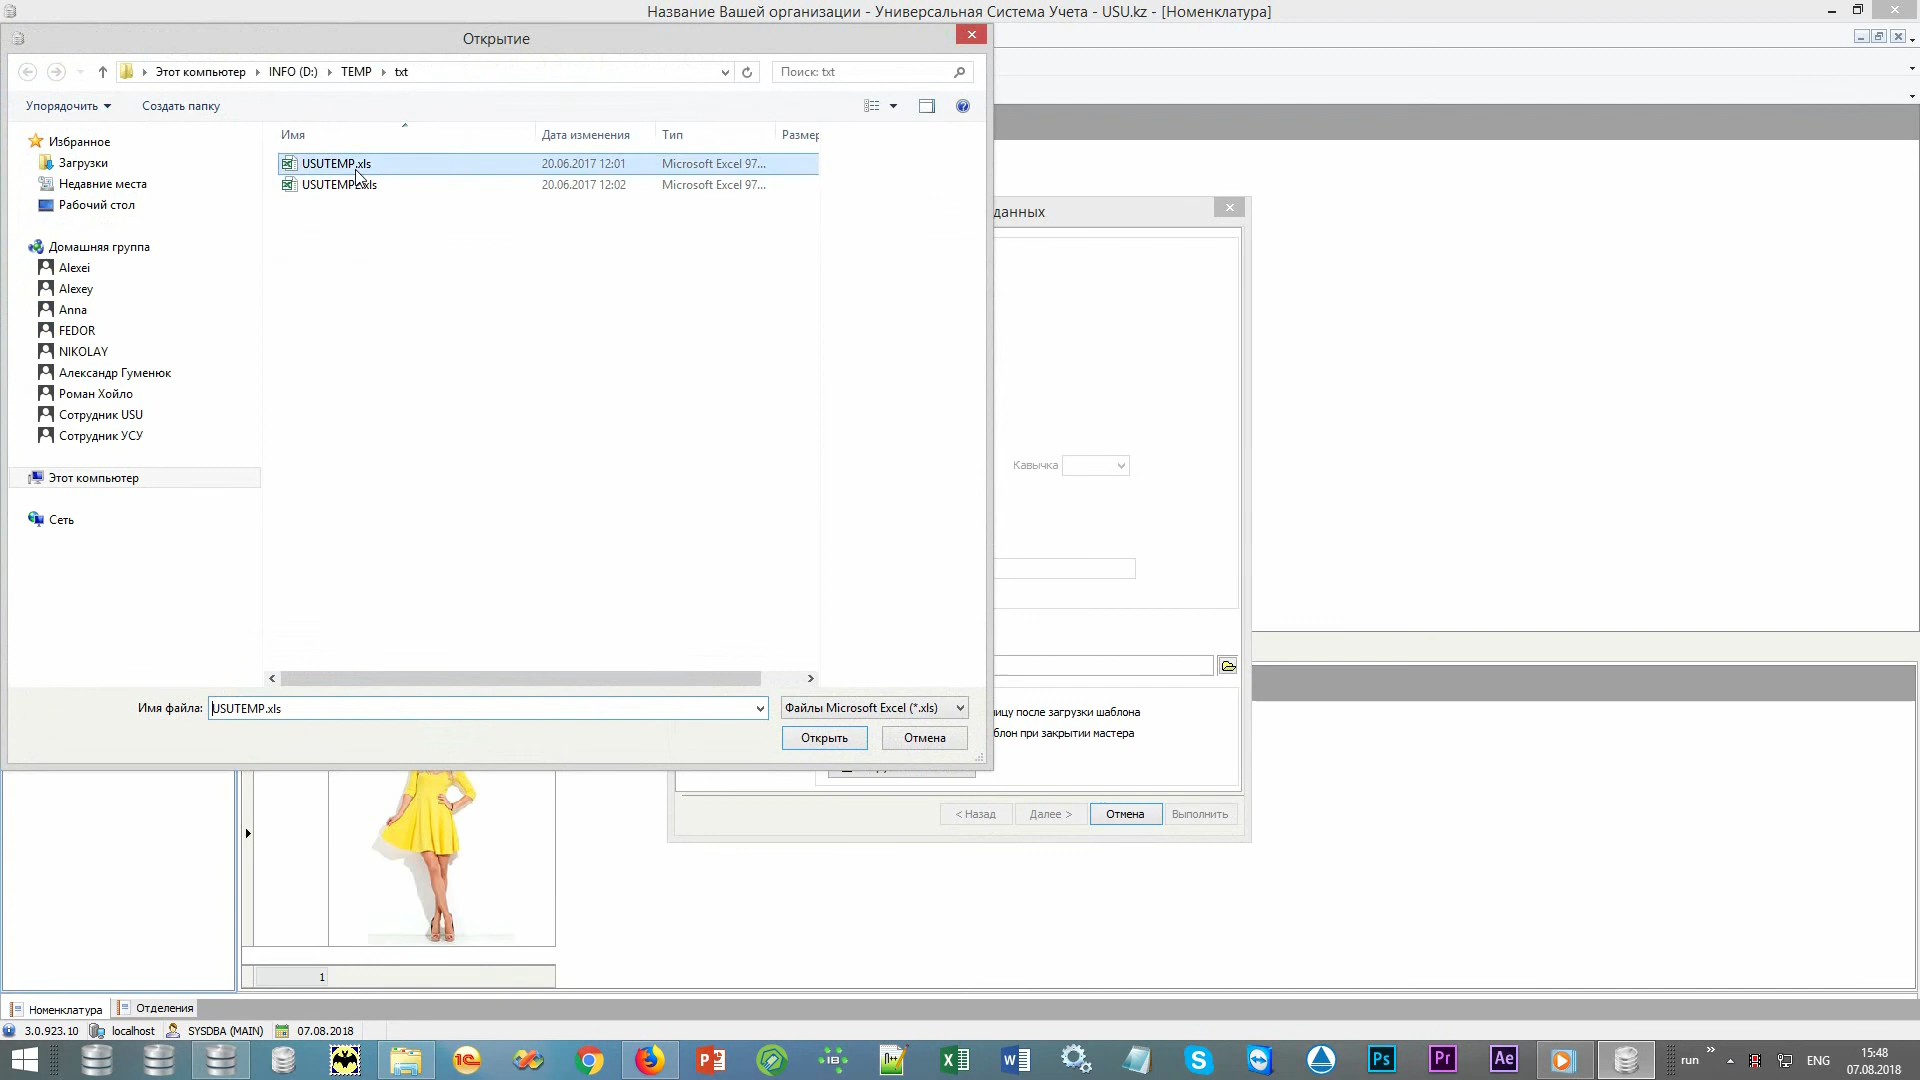 Название Вашей организации - Универсальная Система Учета - USU.kz - [Номенклатура]
Открытие
Этот компьютер
INFO (D:)
TEMP
txt
Поиск: txt
Упорядочить
Создать папку
Имя
Дата изменения
Тип
Размер
Избранное
Загрузки
Недавние места
Рабочий стол
USUTEMP.xls
20.06.2017 12:01
Microsoft Excel 97...
20.06.2017 12:02
Microsoft Excel 97...
Домашняя группа
Alexei
Alexey
Anna
FEDOR
NIKOLAY
Александр Гуменюк
Роман Хойло
Сотрудник USU
Сотрудник УСУ
Этот компьютер
Сеть
данных
Кавычка
Имя файла:
USUTEMP.xls
Файлы Microsoft Excel (*.xls)
Открыть
Отмена
ицу после загрузки шаблона
блон при закрытии мастера
< Назад
Далее >
Отмена
Выполнить
1
Номенклатура
Отделения
3.0.923.10
localhost
SYSDBA (MAIN)
07.08.2018
run
ENG
15:48
07.08.2018